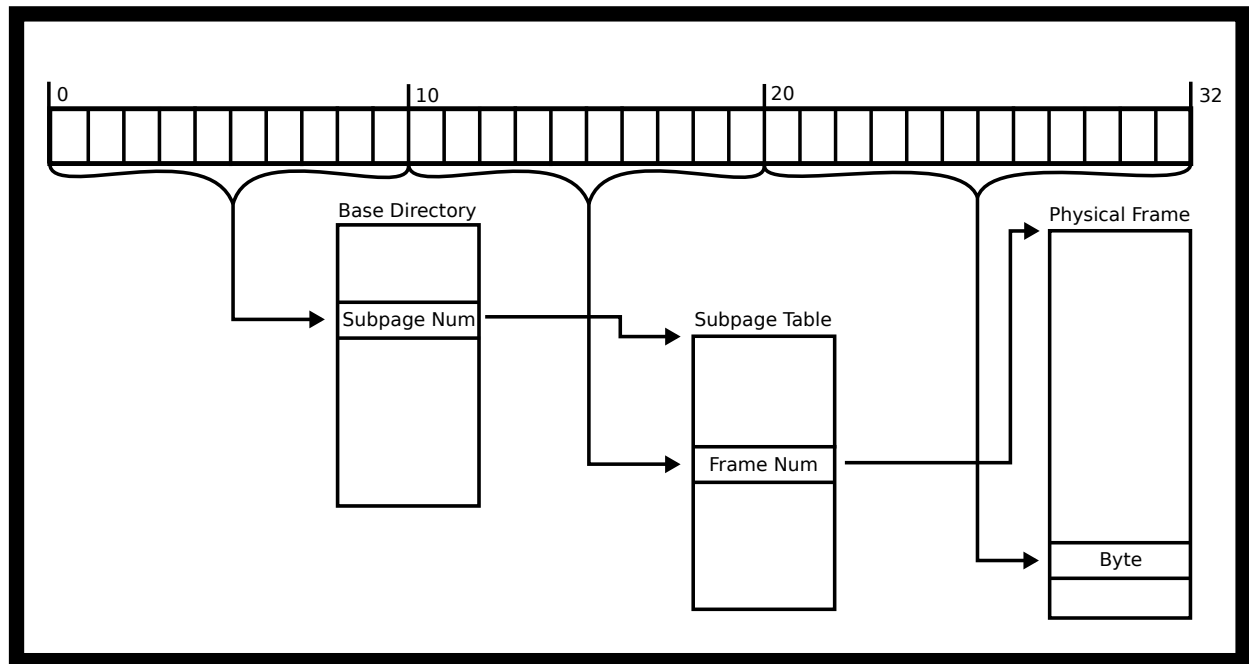 0
10
20
32
Base Directory
Physical Frame
Subpage Num
Subpage Table
Frame Num
Byte